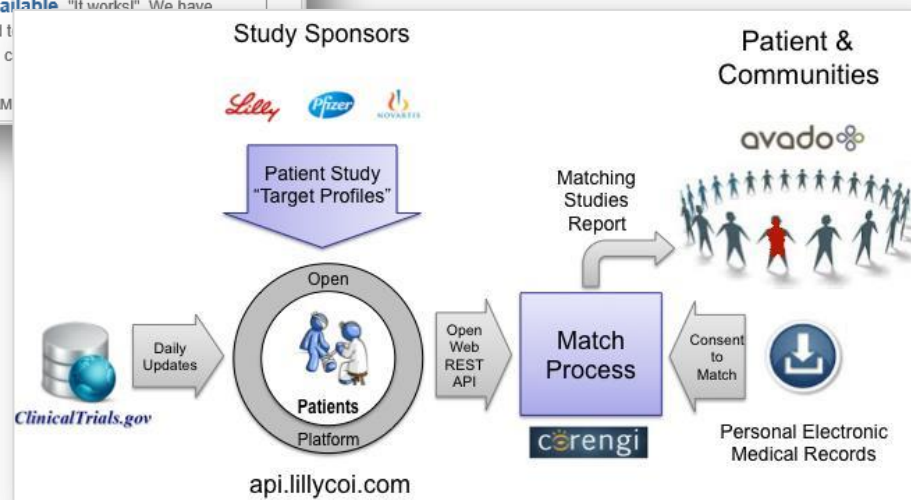 ailable. "It works!" We have
Study Sponsors
Lilly
Pfizer
NOVARTIS
Patient Study
"Target Profiles"
Patient &
Communities
avado
Matching
Studies
Report
Open
Patients
Platform
api.lillycoi.com
ClinicalTrials.gov
Daily
Updates
Open
Web
REST
API
Match
Process
corengi
Consent
to
Match
Personal Electronic
Medical Records